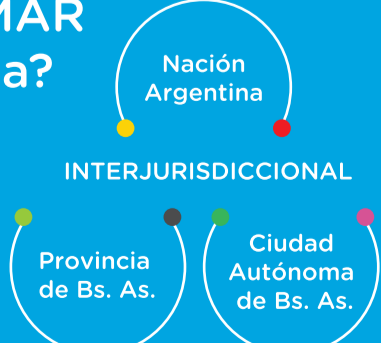 MAR
a?
Nación
Argentina
INTERJURISDICCIONAL
Provincia
de Bs. As.
Ciudad
Autónoma
de Bs. As.